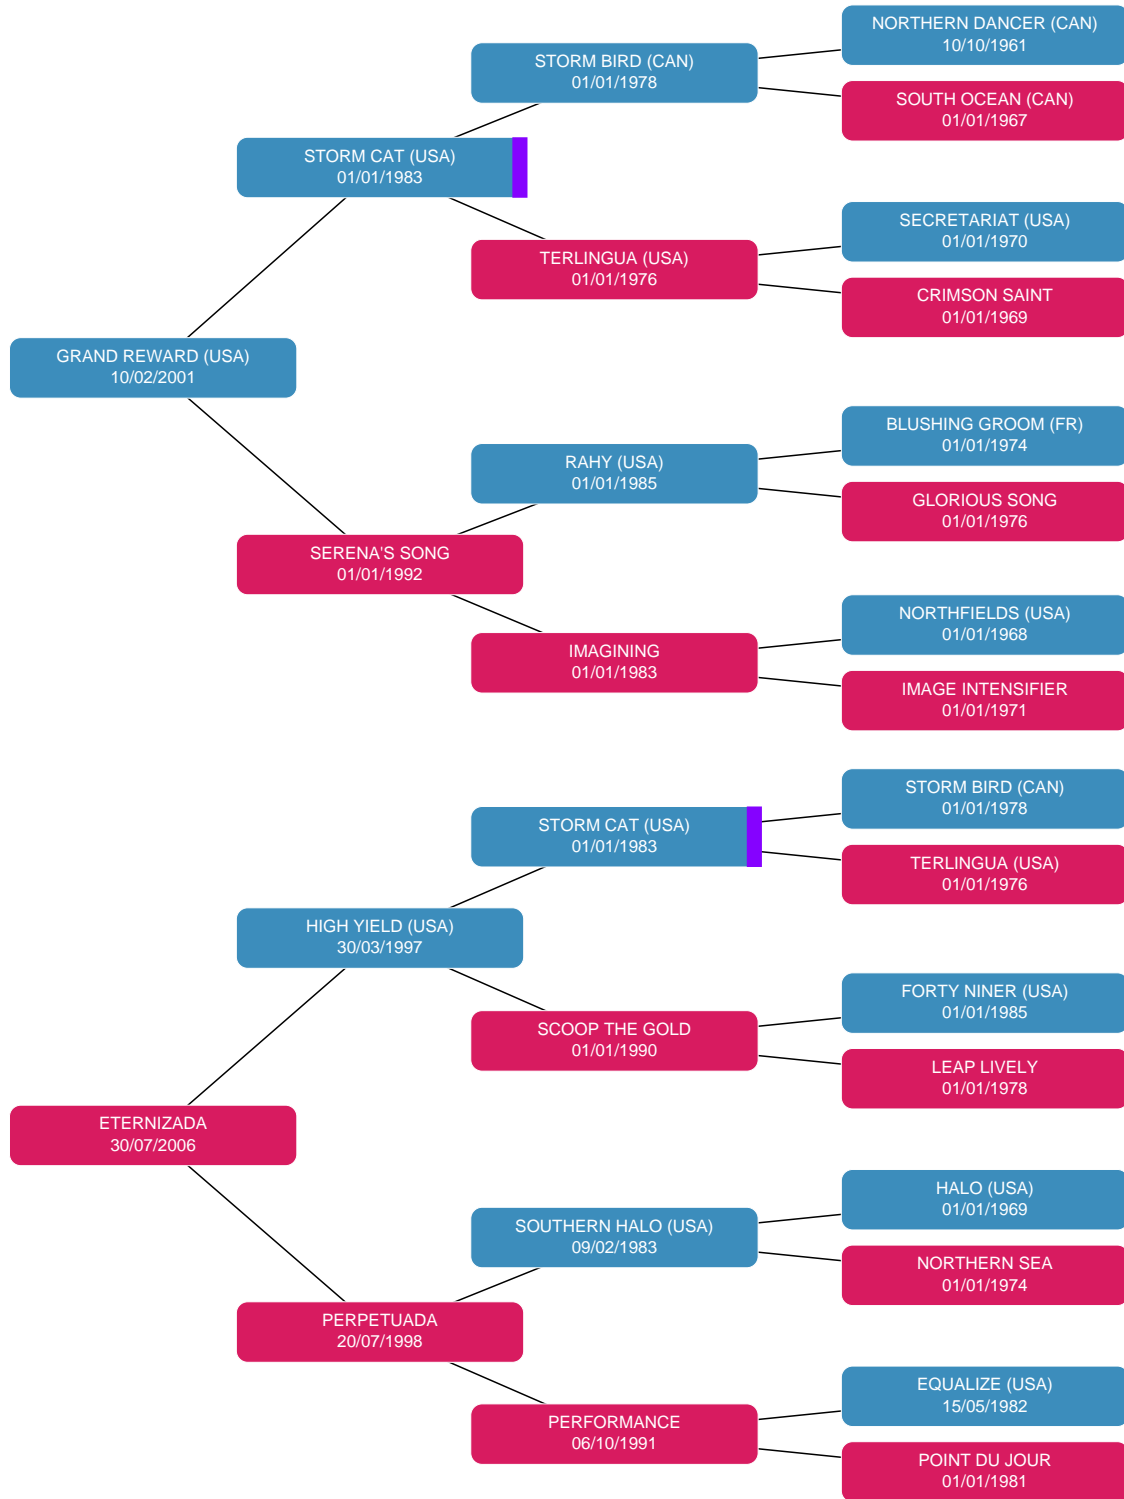 NORTHERN DANCER (CAN)
10/10/1961
STORM BIRD (CAN)
01/01/1978
SOUTH OCEAN (CAN)
01/01/1967
STORM CAT (USA)
01/01/1983
SECRETARIAT (USA)
01/01/1970
TERLINGUA (USA)
01/01/1976
CRIMSON SAINT
01/01/1969
GRAND REWARD (USA)
10/02/2001
BLUSHING GROOM (FR)
01/01/1974
RAHY (USA)
01/01/1985
GLORIOUS SONG
01/01/1976
SERENA'S SONG
01/01/1992
NORTHFIELDS (USA)
01/01/1968
IMAGINING
01/01/1983
IMAGE INTENSIFIER
01/01/1971
STORM BIRD (CAN)
01/01/1978
STORM CAT (USA)
01/01/1983
TERLINGUA (USA)
01/01/1976
HIGH YIELD (USA)
30/03/1997
FORTY NINER (USA)
01/01/1985
SCOOP THE GOLD
01/01/1990
LEAP LIVELY
01/01/1978
ETERNIZADA
30/07/2006
HALO (USA)
01/01/1969
SOUTHERN HALO (USA)
09/02/1983
NORTHERN SEA
01/01/1974
PERPETUADA
20/07/1998
EQUALIZE (USA)
15/05/1982
PERFORMANCE
06/10/1991
POINT DU JOUR
01/01/1981